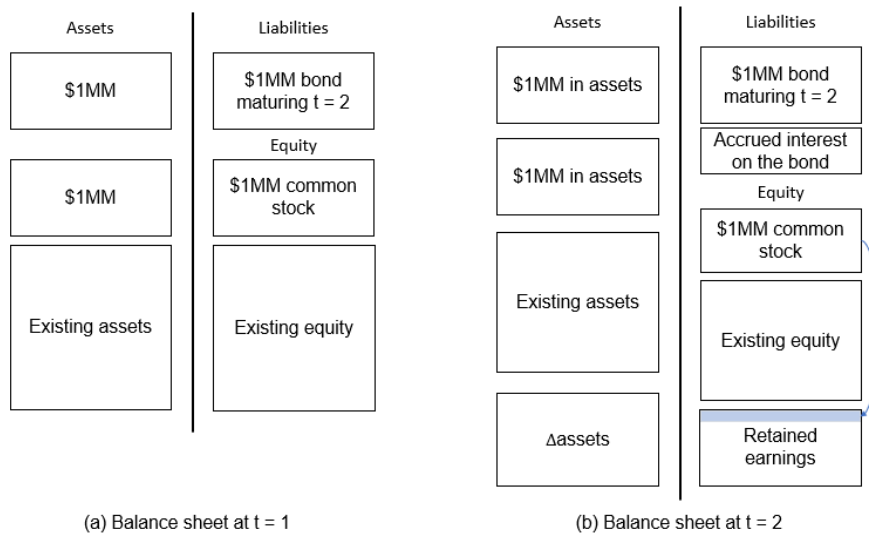 Assets
Liabilities
$1MM
$1MM bond
maturing t = 2
Equity
$1MM
$1MM common
stock
Existing assets
Existing equity
(a) Balance sheet at t = 1
Assets
Liabilities
$1MM in assets
$1MM bond
maturing t = 2
Accrued interest
on the bond
$1MM in assets
Equity
$1MM common
stock
Existing assets
Existing equity
Δassets
Retained
earnings
(b) Balance sheet at t = 2